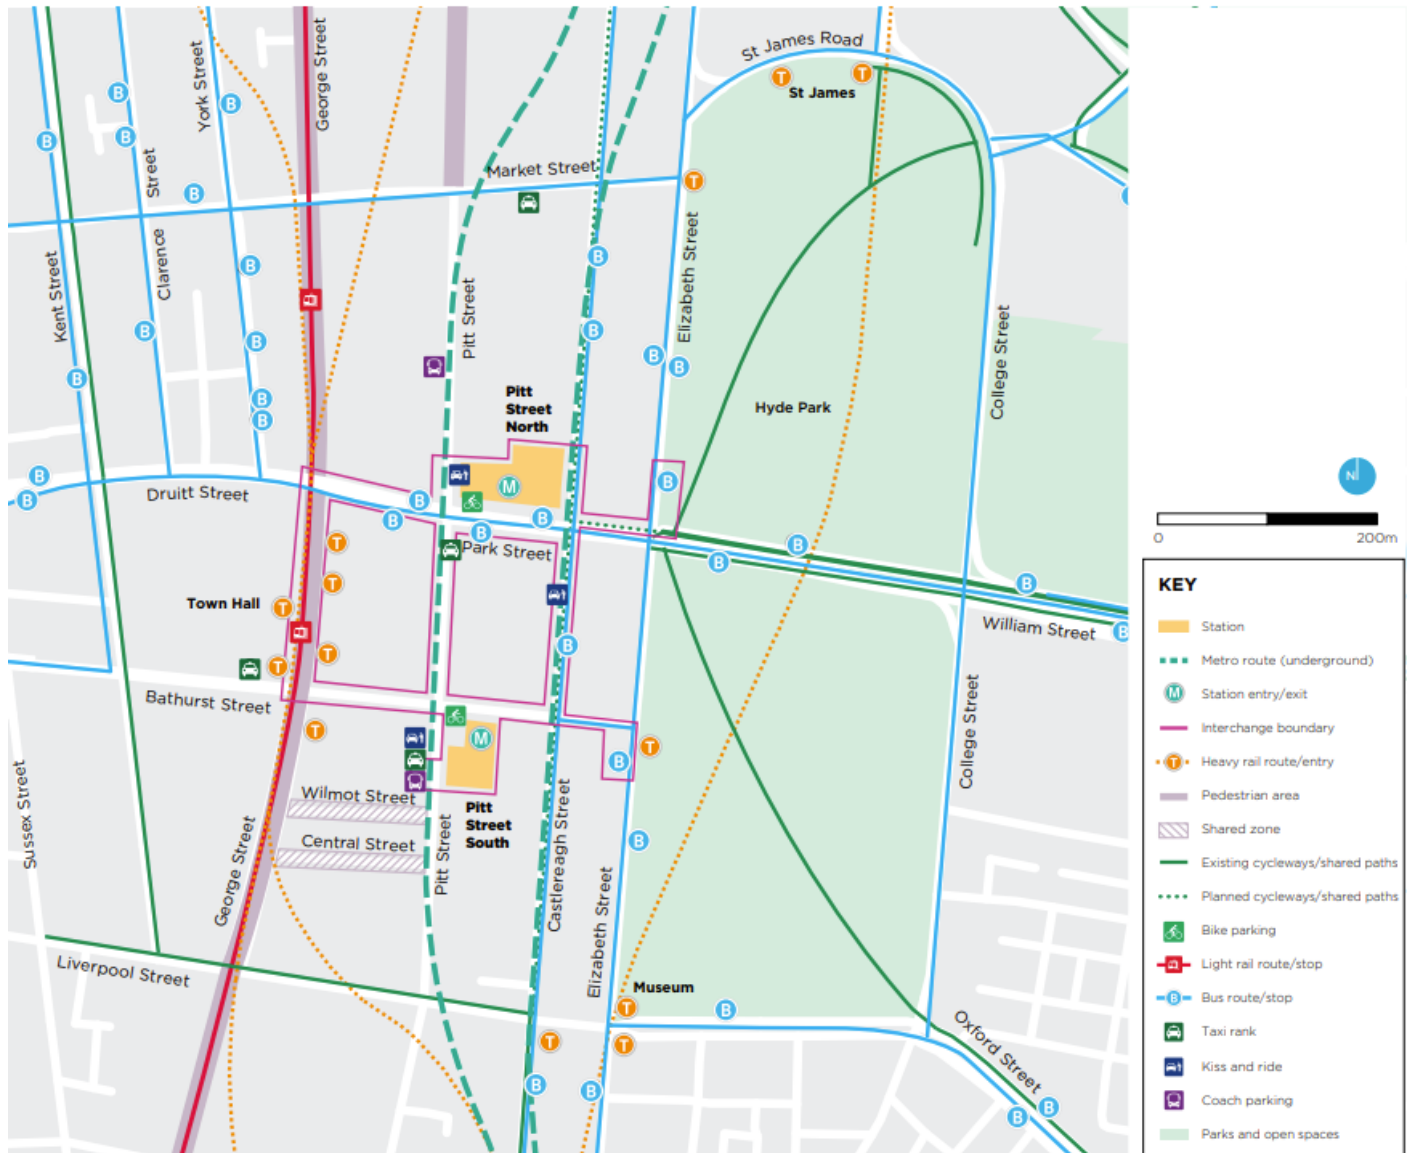 St James Road
St James
York Street
George Street
Market Street
Clarence
Street
Kent Street
Pitt Street
Elizabeth Street
College Street
Pitt
Street
North
Hyde Park
Druitt Street
Park Street
Town Hall
William Street
Bathurst Street
College Street
Sussex Street
Wilmot Street
Central Street
Pitt
Street
South
Pitt Street
Castlereagh Street
George Street
Elizabeth Street
Liverpool Street
Museum
Oxford Street
N
0 200m
KEY
Station
Metro route (underground)
M Station entry/exit
Interchange boundary
T Heavy rail route/entry
Pedestrian area
Shared zone
Existing cycleways/shared paths
Planned cycleways/shared paths
Bike parking
Light rail route/stop
B Bus route/stop
Taxi rank
Kiss and ride
Coach parking
Parks and open spaces